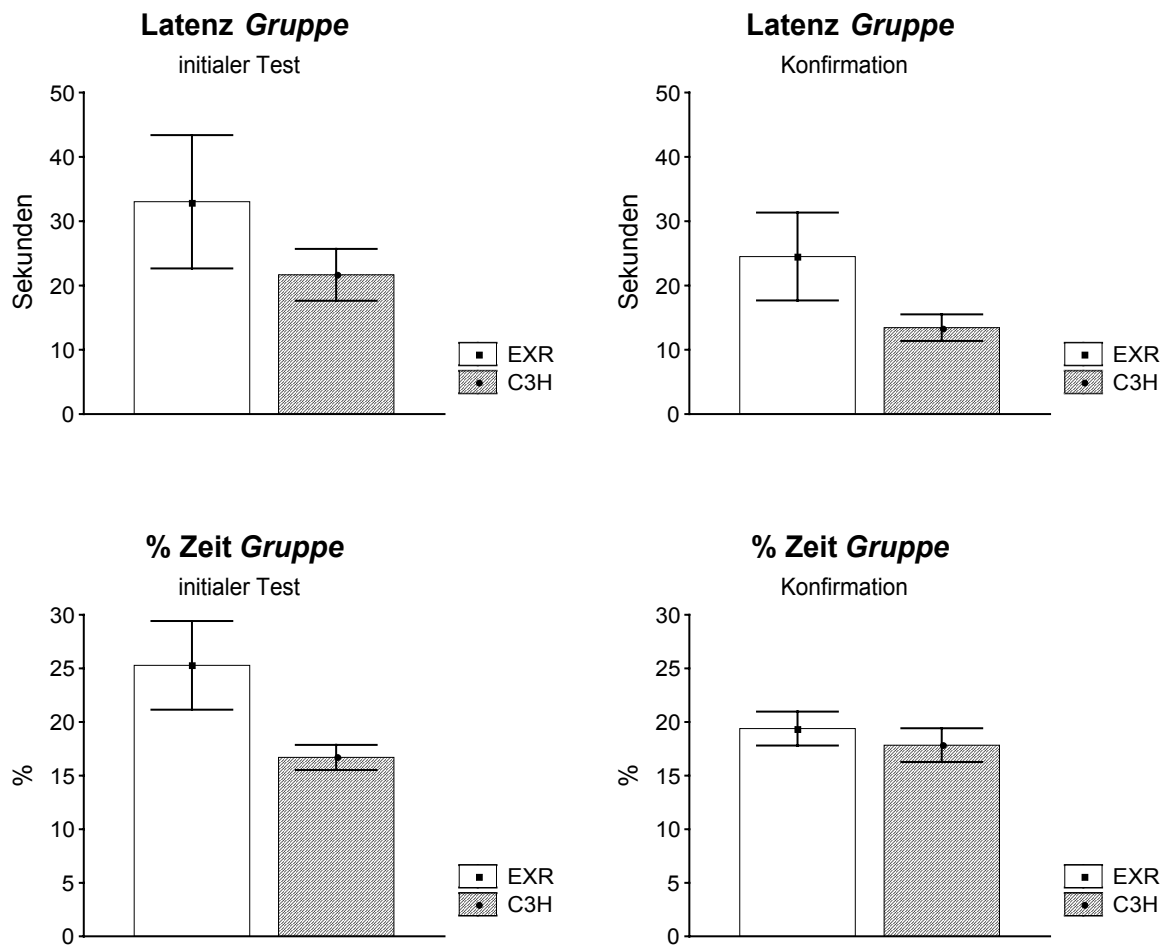 Latenz Gruppe
initialer Test
50
40
30
20
10
0
Sekunden
EXR
C3H
Latenz Gruppe
Konfirmation
50
40
30
20
10
0
Sekunden
EXR
C3H
% Zeit Gruppe
initialer Test
30
25
20
15
10
5
0
%
EXR
C3H
% Zeit Gruppe
Konfirmation
30
25
20
15
10
5
0
%
EXR
C3H